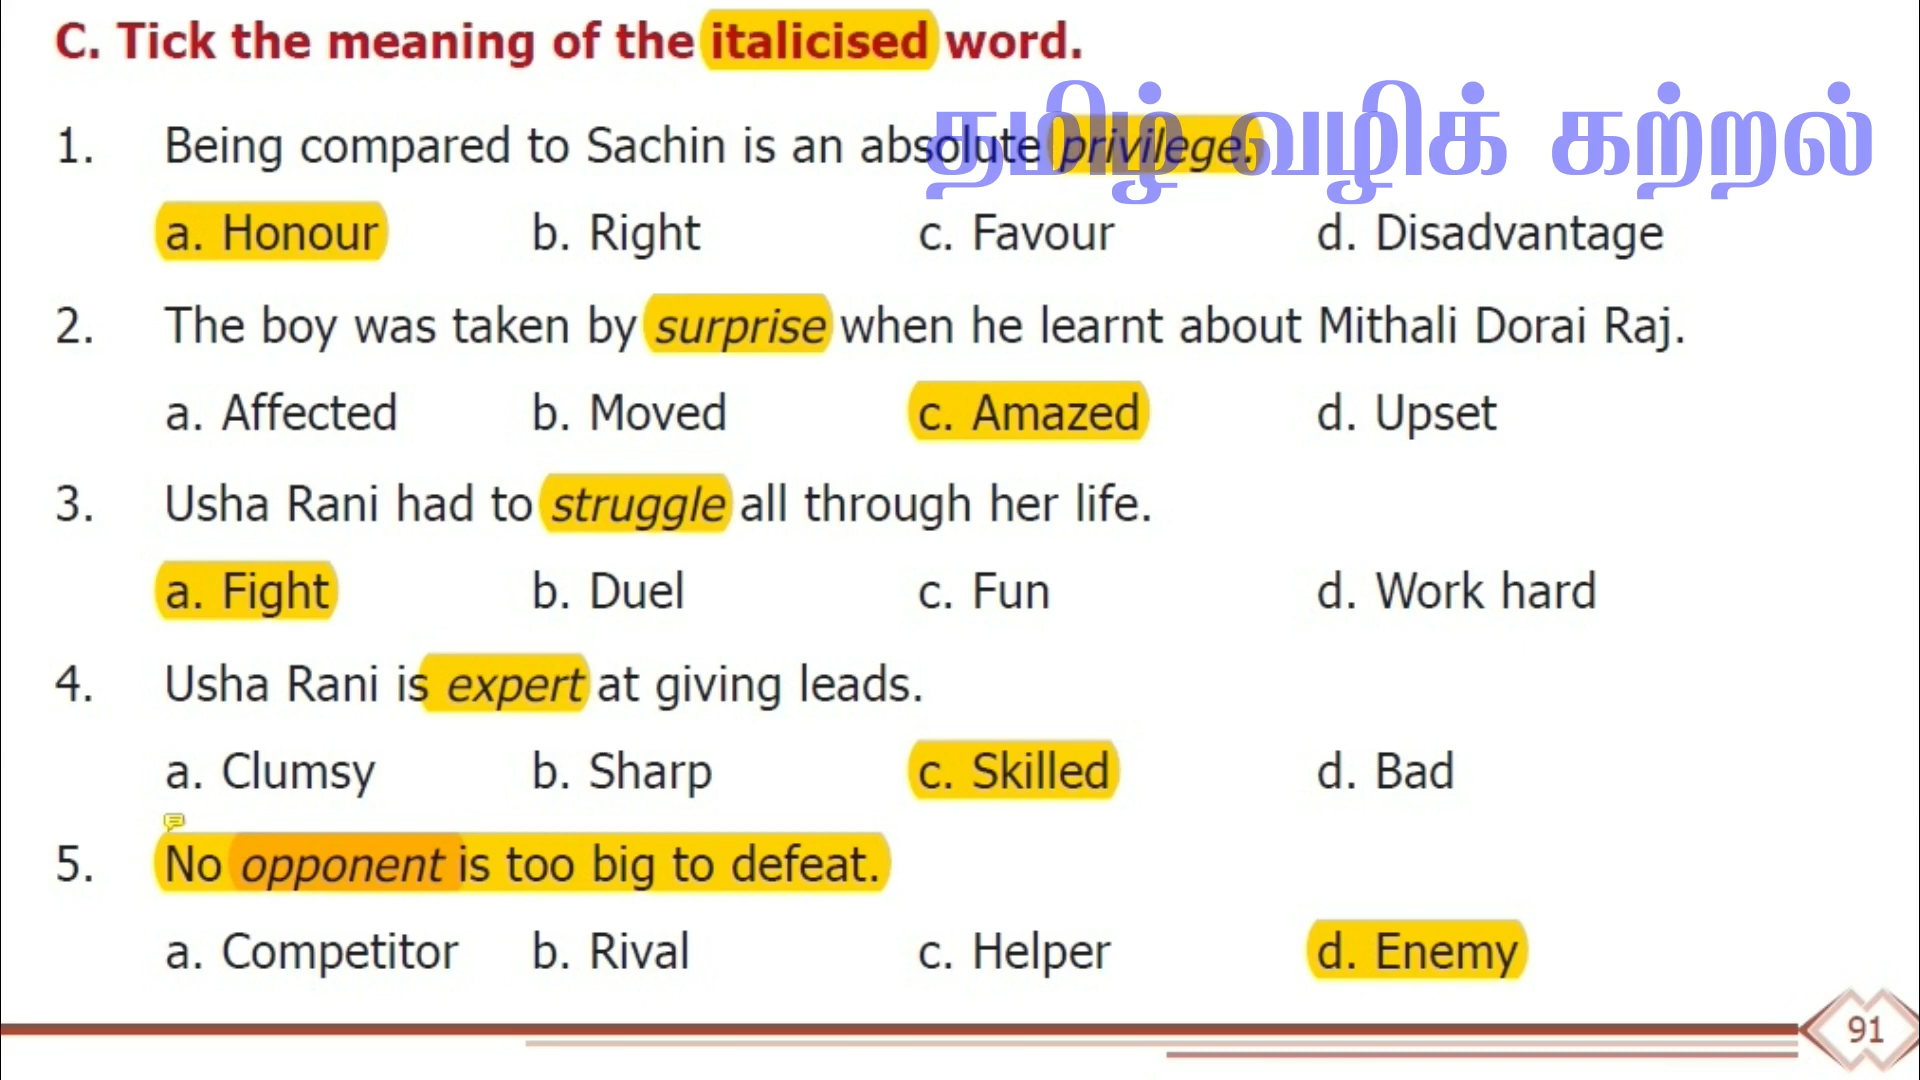 C. Tick the meaning of the italicised word.
தமிழ் வழிக் கற்றல்
1. Being compared to Sachin is an absolute privilege.
a. Honour b. Right c. Favour d. Disadvantage
2. The boy was taken by surprise when he learnt about Mithali Dorai Raj.
a. Affected b. Moved c. Amazed d. Upset
3. Usha Rani had to struggle all through her life.
a. Fight b. Duel c. Fun d. Work hard
4. Usha Rani is expert at giving leads.
a. Clumsy b. Sharp c. Skilled d. Bad
5. No opponent is too big to defeat.
a. Competitor b. Rival c. Helper d. Enemy
91